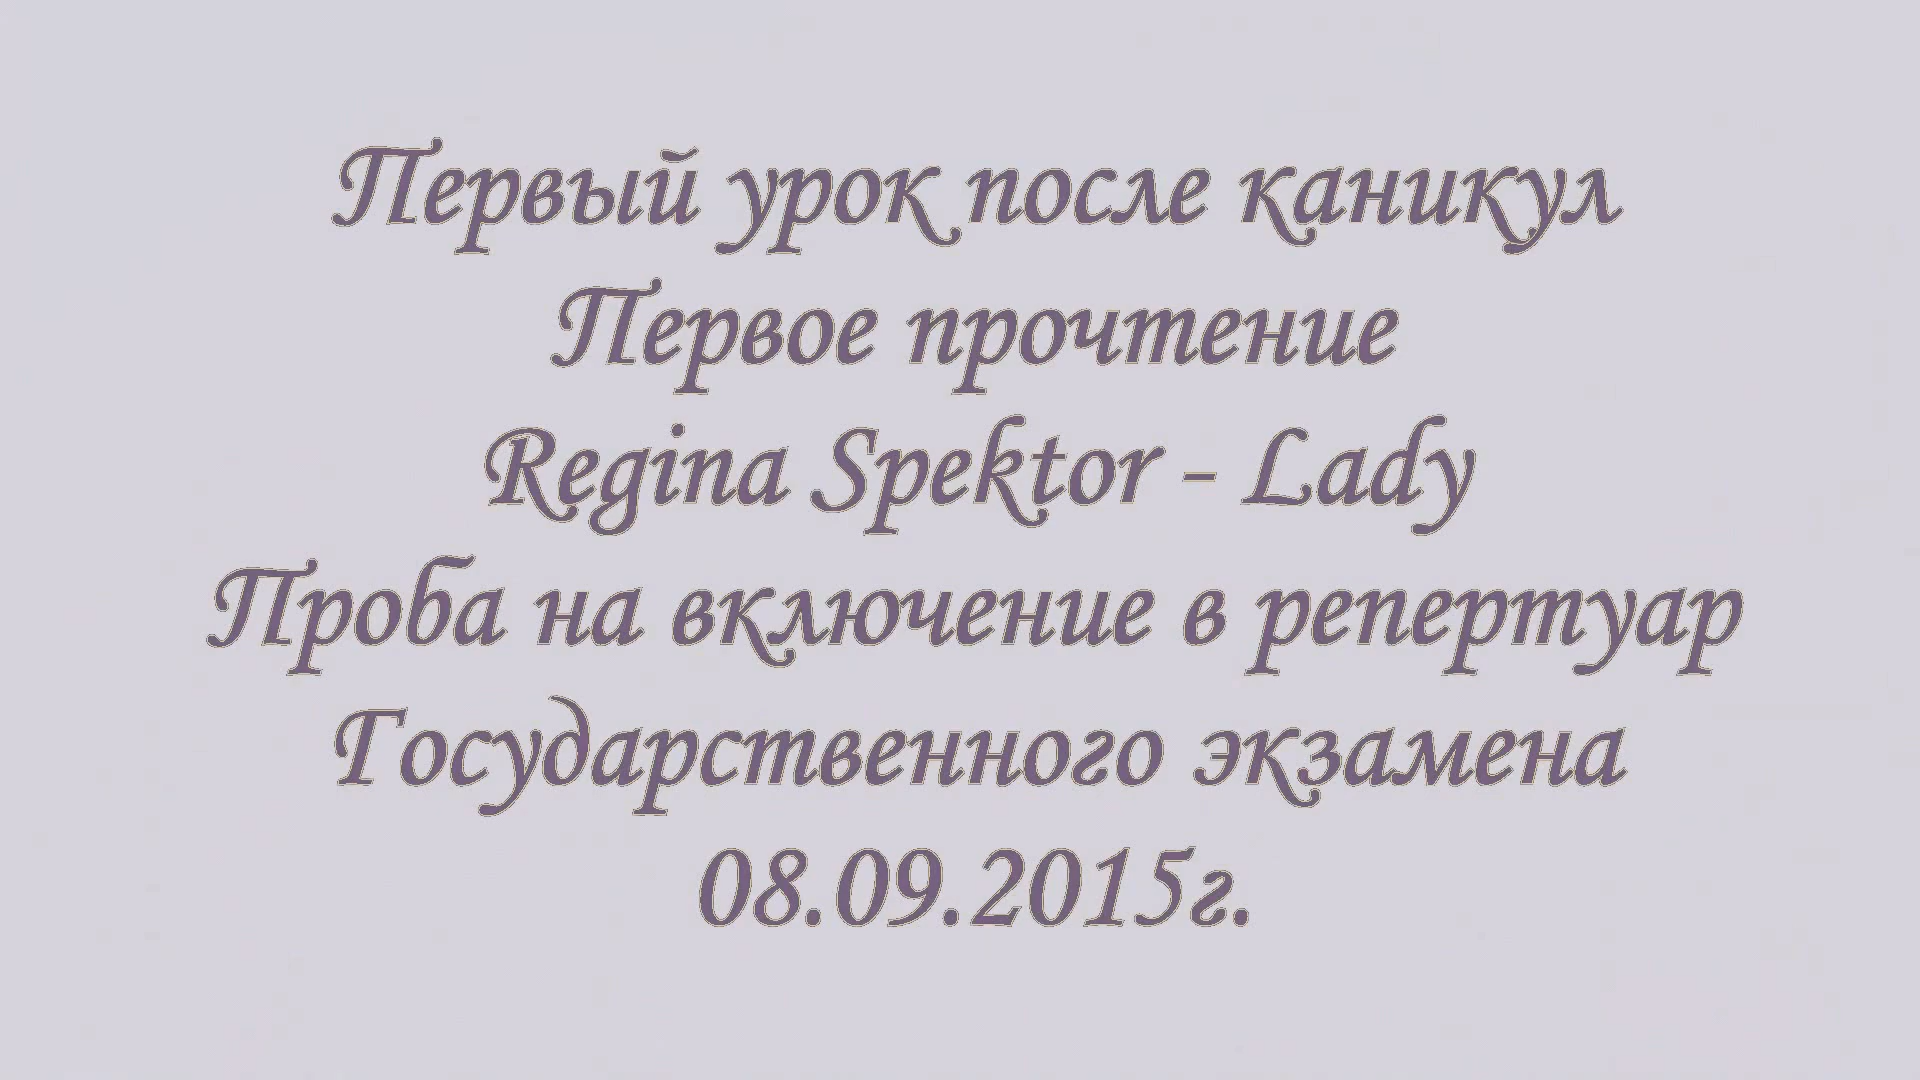 Первый урок после каникул
Первое прочтение
Regina Spektor - Lady
Проба на включение в репертуар
Государственного экзамена
08.09.2015г.